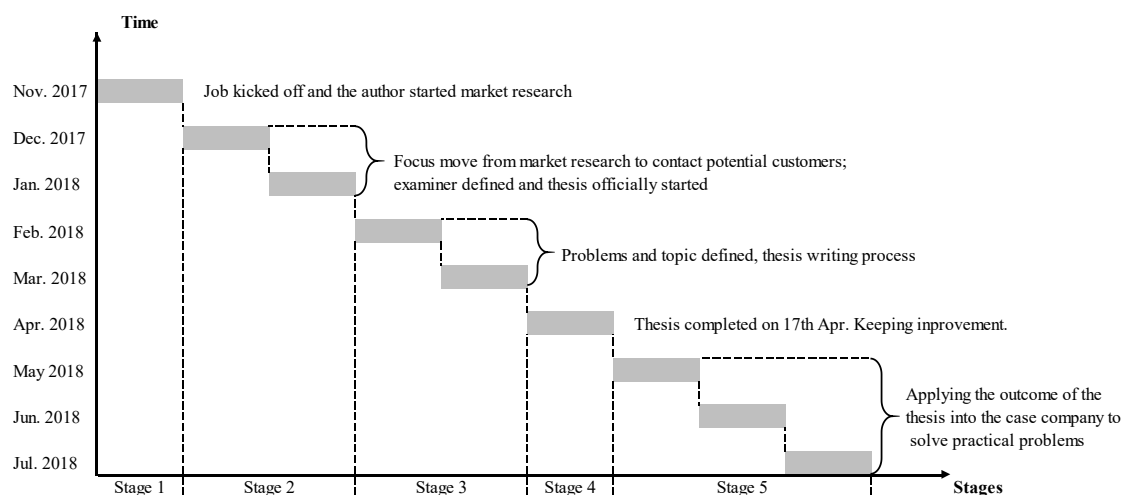 Time
Nov. 2017
Job kicked off and the author started market research
Dec. 2017
Focus move from market research to contact potential customers;
examiner defined and thesis officially started
Jan. 2018
Feb. 2018
Problems and topic defined, thesis writing process
Mar. 2018
Apr. 2018
Thesis completed on 17th Apr. Keeping inprovement.
May 2018
Applying the outcome of the
thesis into the case company to
solve practical problems
Jun. 2018
Jul. 2018
Stage 1
Stage 2
Stage 3
Stage 4
Stage 5
Stages